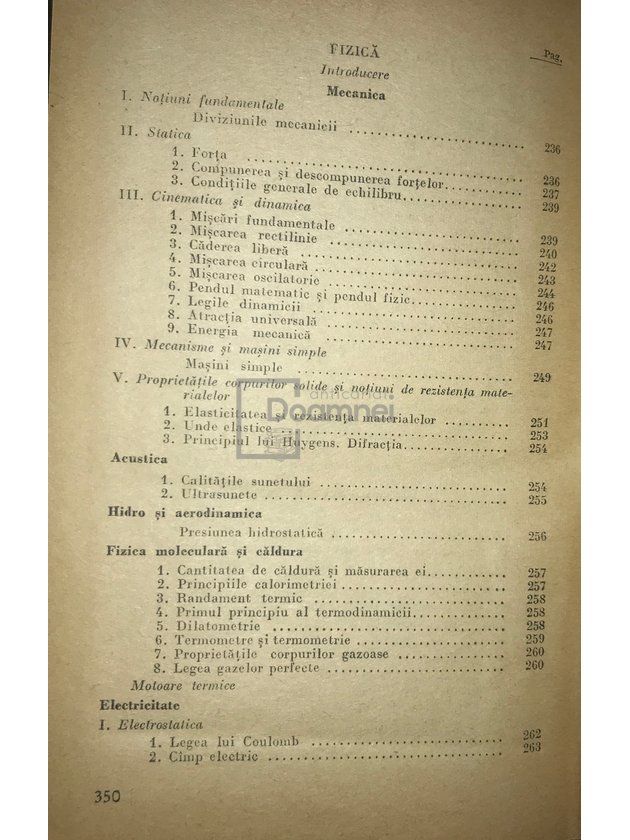 FIZICĂ
Pag.
Introducere
Mecanica
I. Noțiuni fundamentale
Diviziunile mecanicii 236
II. Statica
1. Forța 236
2. Compunerea și descompunerea forțelor 237
3. Condițiile generale de echilibru 239
III. Cinematica și dinamica
1. Mișcări fundamentale 239
2. Mișcarea rectilinie 240
3. Căderea liberă 242
4. Mișcarea circulară 243
5. Mișcarea oscilatorie 244
6. Pendul matematic și pendul fizic 246
7. Legile dinamicii 246
8. Atracția universală 247
9. Energia mecanică 247
IV. Mecanisme și mașini simple
Mașini simple 249
V. Proprietățile corpurilor solide și noțiuni de rezistența mate-
rialelor
1. Elasticitatea și rezistența materialelor 251
2. Unde elastice 253
3. Principiul lui Huygens. Difracția 254
anticariat
Doamnei
Acustica
1. Calitățile sunetului 254
2. Ultrasunete 255
Hidro și aerodinamica
Presiunea hidrostatică 256
Fizica moleculară și căldura
1. Cantitatea de căldură și măsurarea ei 257
2. Principiile calorimetriei 257
3. Randament termic 258
4. Primul principiu al termodinamicii 258
5. Dilatometrie 258
6. Termometre și termometrie 259
7. Proprietățile corpurilor gazoase 260
8. Legea gazelor perfecte 260
Motoare termice
Electricitate
I. Electrostatica
1. Legea lui Coulomb 262
2. Cîmp electric 263
350